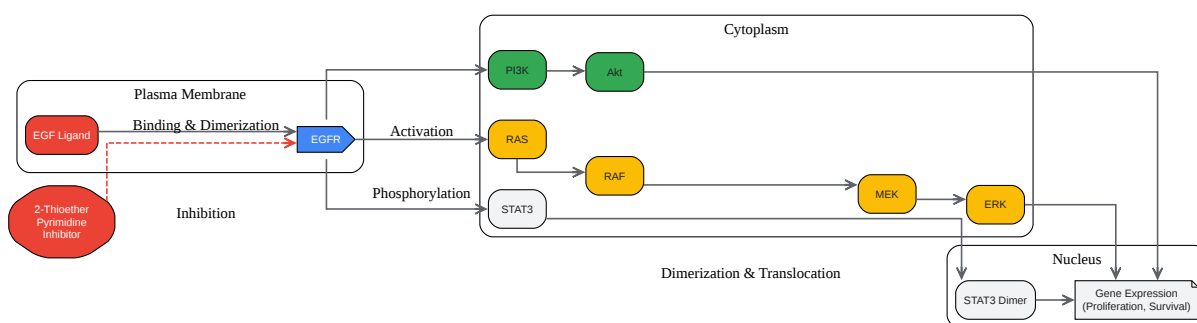 Cytoplasm
PI3K
Akt
Plasma Membrane
EGF Ligand
Binding & Dimerization
EGFR
Activation
RAS
RAF
MEK
ERK
Phosphorylation
STAT3
2-Thioether
Pyrimidine
Inhibitor
Inhibition
Dimerization & Translocation
Nucleus
STAT3 Dimer
Gene Expression
(Proliferation, Survival)